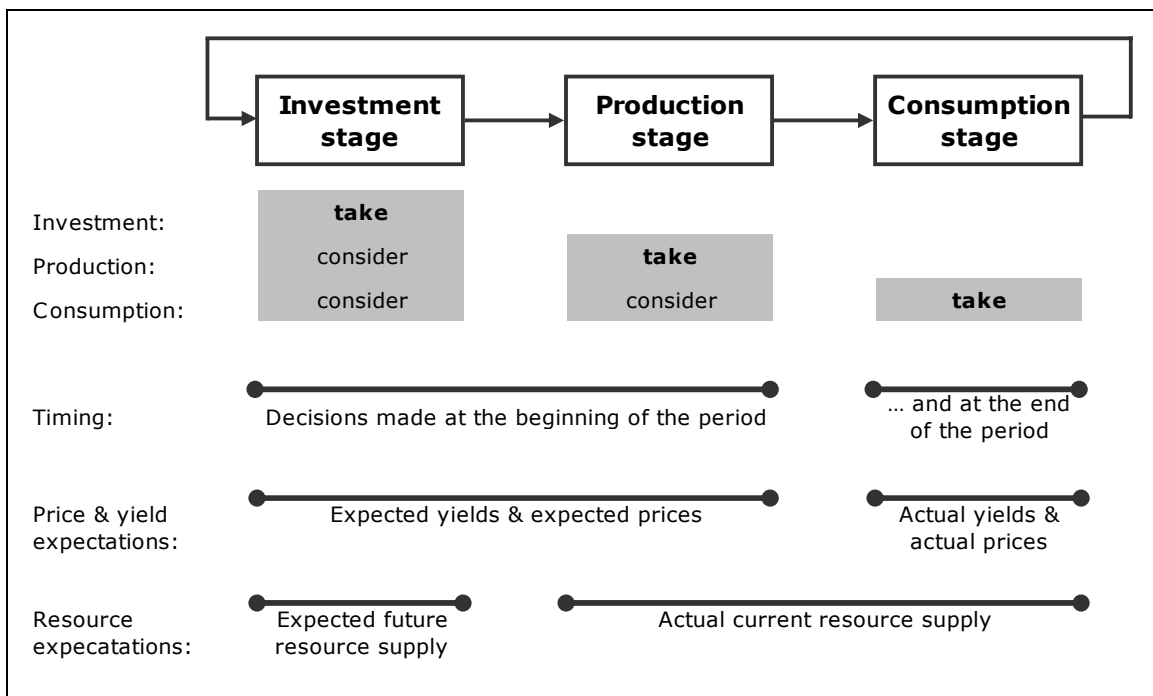 Investment stage
Production stage
Consumption stage
Investment:
take
Production:
consider
take
Consumption:
consider
consider
take
Timing:
Decisions made at the beginning of the period
... and at the end
of the period
Price & yield
expectations:
Expected yields & expected prices
Actual yields &
actual prices
Resource
expecatations:
Expected future
resource supply
Actual current resource supply